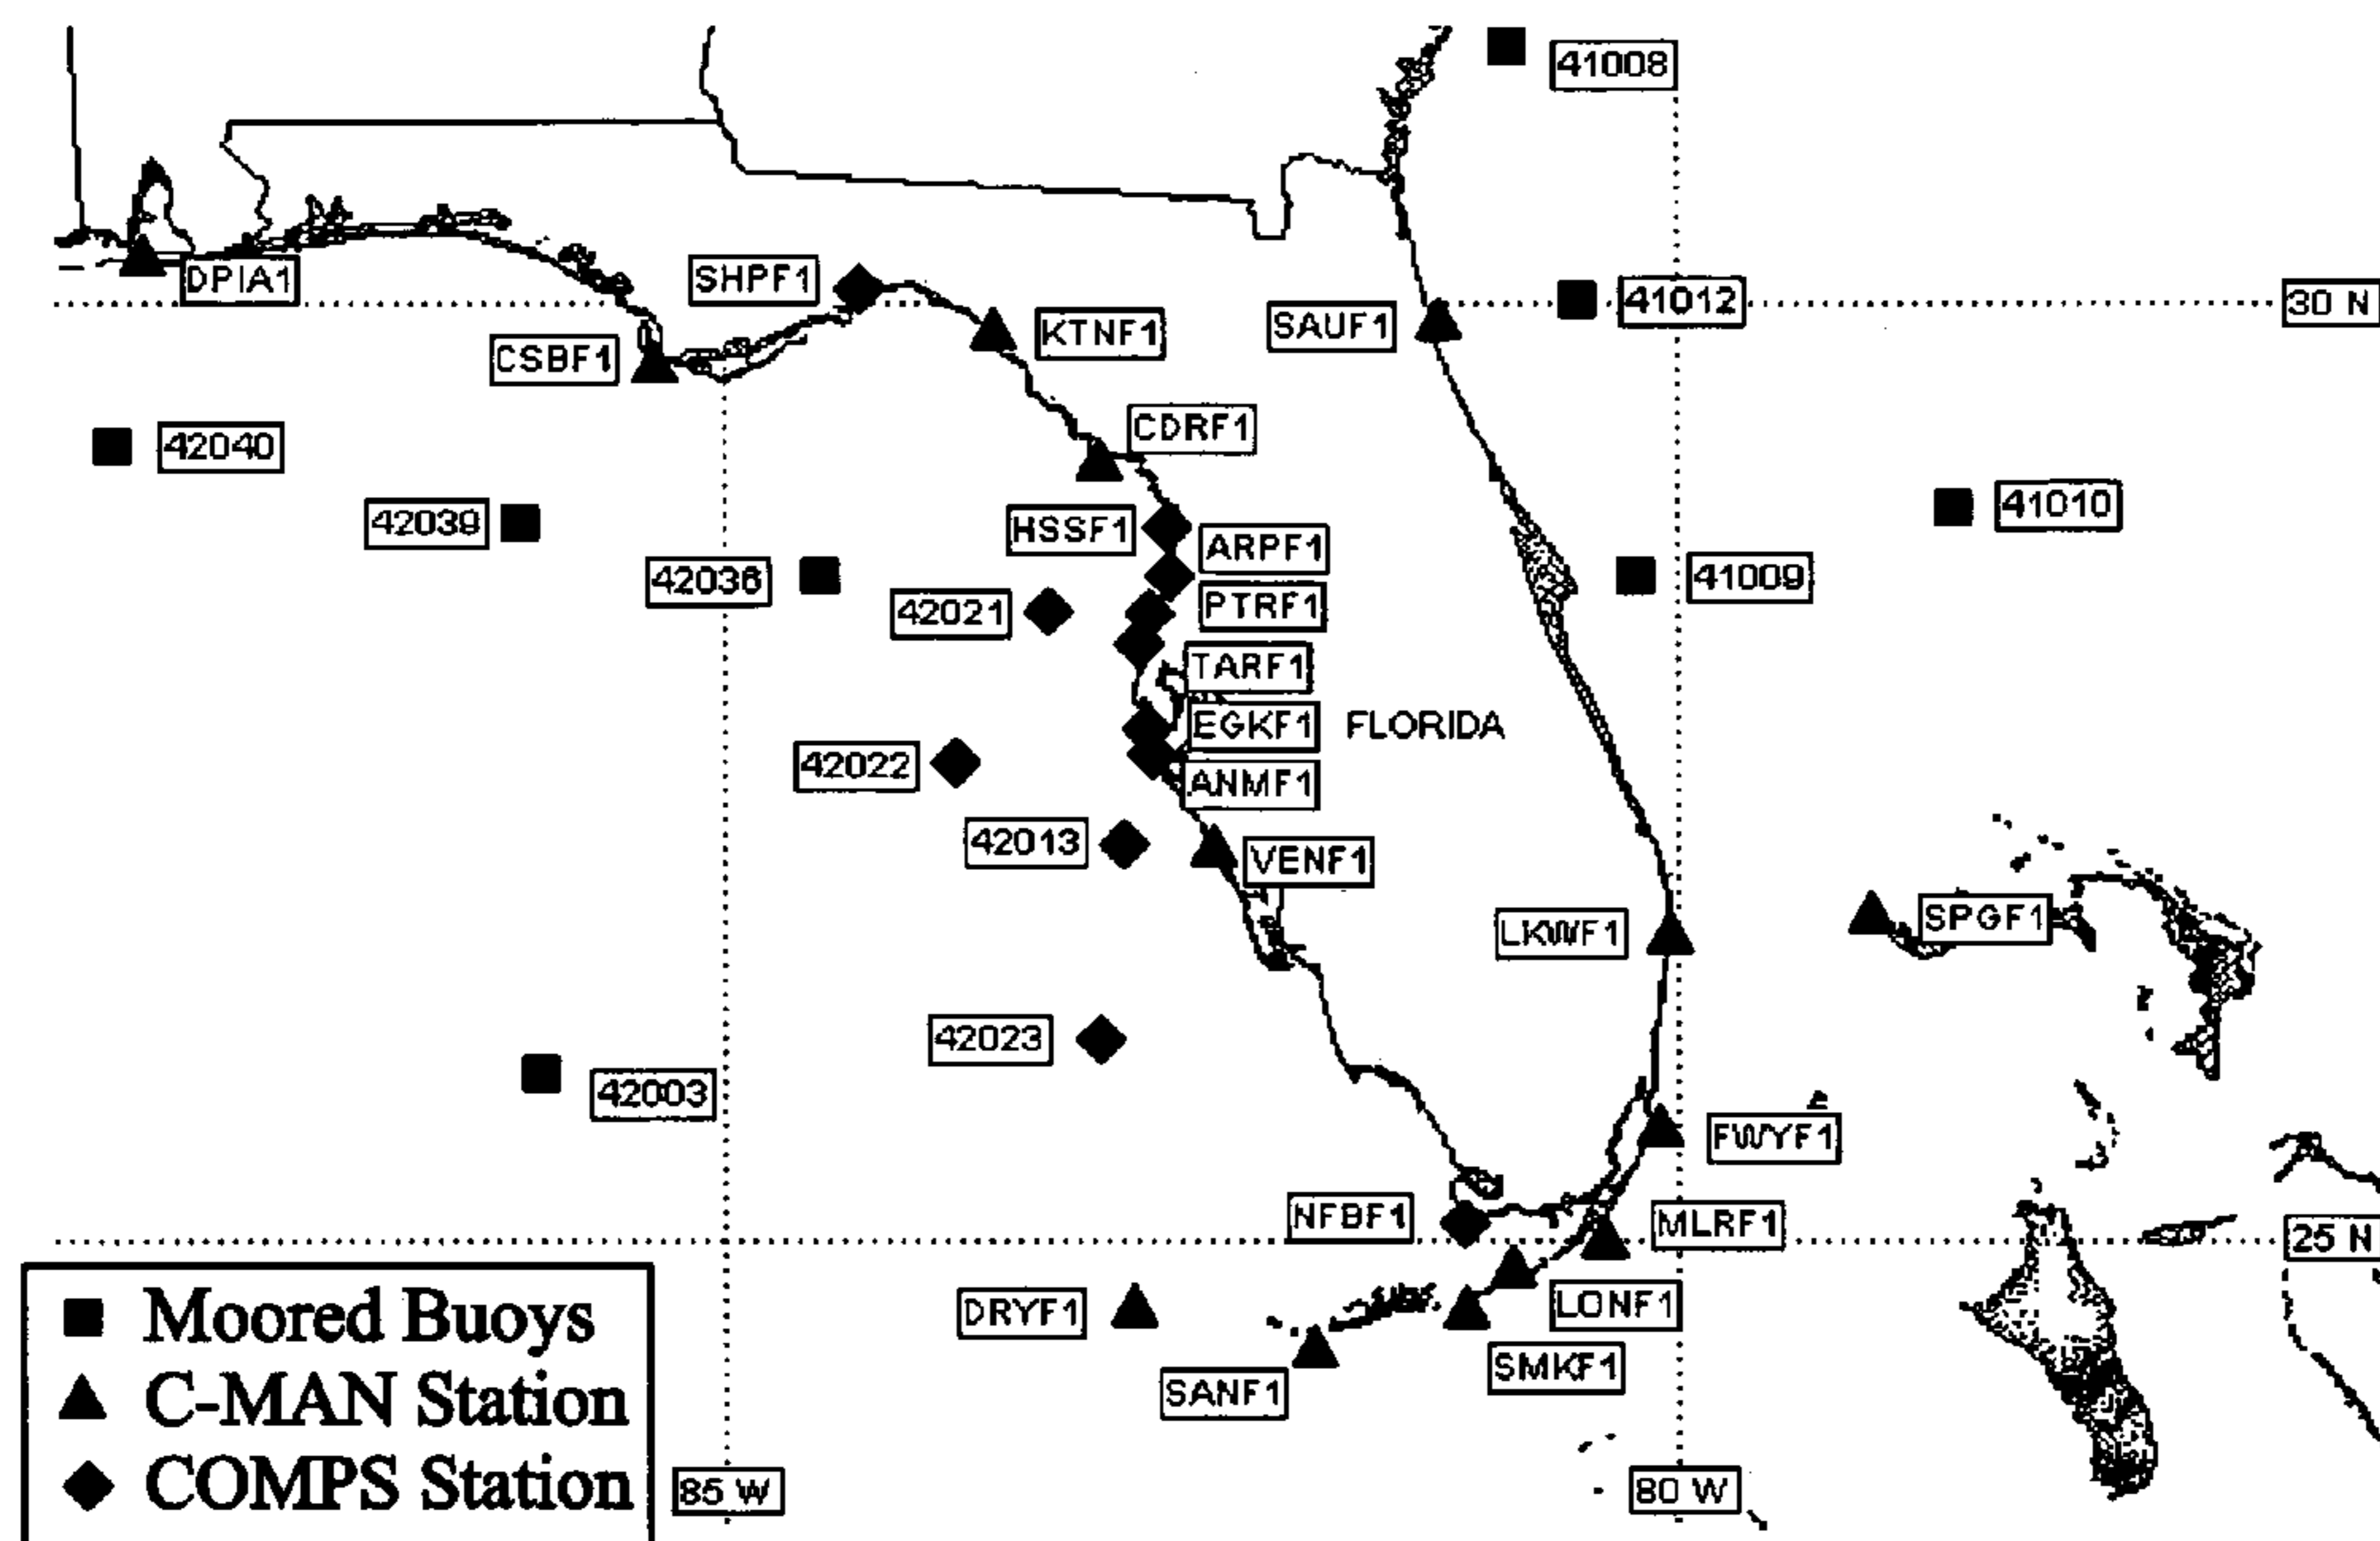 41008
DPIA1
SHPF1
41012
30 N
KTNF1
SAUF1
CSBF1
CDRF1
42040
41010
42039
HSSF1
ARPF1
42036
41009
42021
PTRF1
TARF1
EGKF1
FLORIDA
42022
ANMF1
42013
VENF1
LKWF1
SPGF1
42023
42003
FWYF1
NFBF1
MLRF1
25 N
DRYF1
LONF1
SMKF1
SANF1
Moored Buoys
C-MAN Station
COMPS Station
85 W
80 W